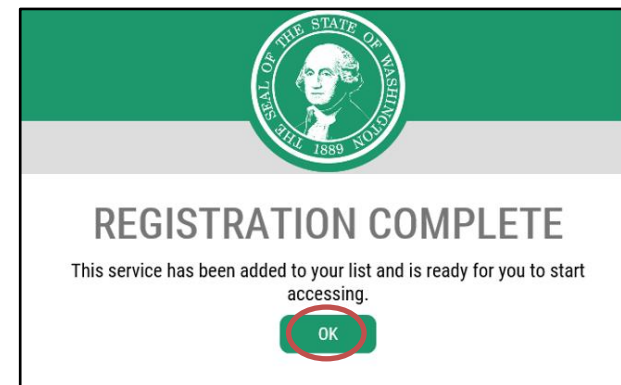 THE SEAL OF THE STATE OF WASHINGTON
1889
REGISTRATION COMPLETE
This service has been added to your list and is ready for you to start
accessing.
OK